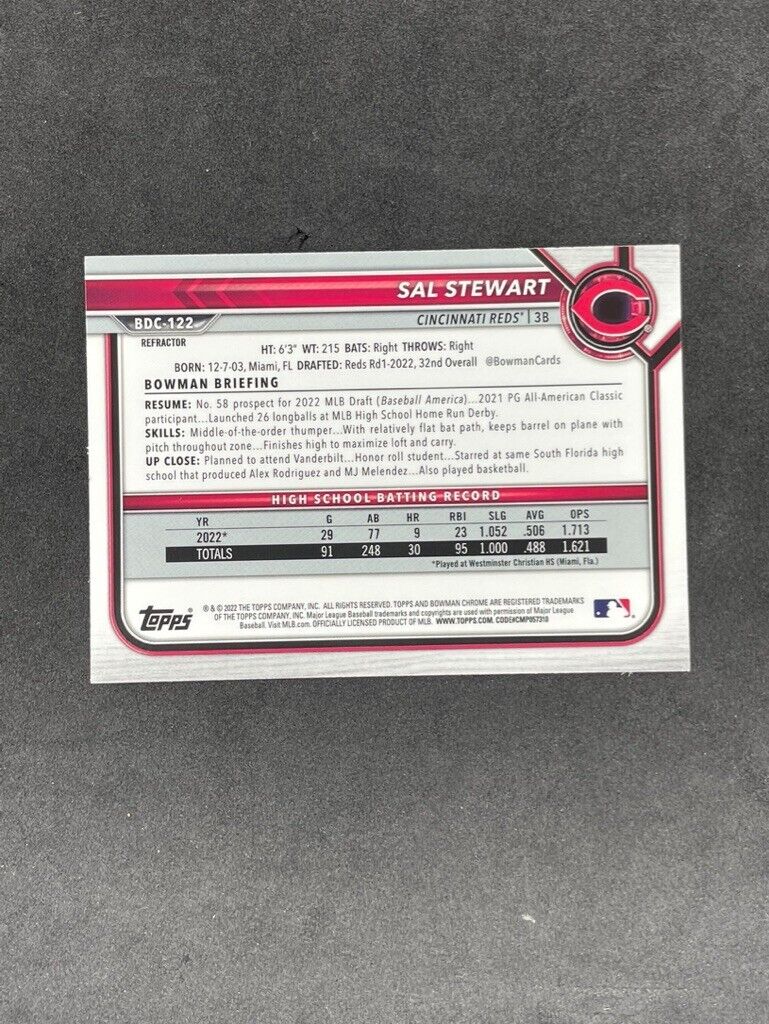 SAL STEWART
CINCINNATI REDS® | 3B
BDC-122
REFRACTOR
HT: 6'3" WT: 215 BATS: Right THROWS: Right
BORN: 12-7-03, Miami, FL DRAFTED: Reds Rd1-2022, 32nd Overall @BowmanCards
BOWMAN BRIEFING
RESUME: No. 58 prospect for 2022 MLB Draft (Baseball America)...2021 PG All-American Classic
participant...Launched 26 longballs at MLB High School Home Run Derby.
SKILLS: Middle-of-the-order thumper...With relatively flat bat path, keeps barrel on plane with
pitch throughout zone...Finishes high to maximize loft and carry.
UP CLOSE: Planned to attend Vanderbilt...Honor roll student...Starred at same South Florida high
school that produced Alex Rodriguez and MJ Melendez...Also played basketball.
HIGH SCHOOL BATTING RECORD
YR G AB HR RBI SLG AVG OPS
2022* 29 77 9 23 1.052 .506 1.713
TOTALS 91 248 30 95 1.000 .488 1.621
*Played at Westminster Christian HS (Miami, Fla.)
topps®
® & © 2022 THE TOPPS COMPANY, INC. ALL RIGHTS RESERVED. TOPPS AND BOWMAN CHROME ARE REGISTERED TRADEMARKS
OF THE TOPPS COMPANY, INC. Major League Baseball trademarks and copyrights are used with permission of Major League
Baseball. Visit MLB.com. OFFICIALLY LICENSED PRODUCT OF MLB. WWW.TOPPS.COM. CODE#CMP057310